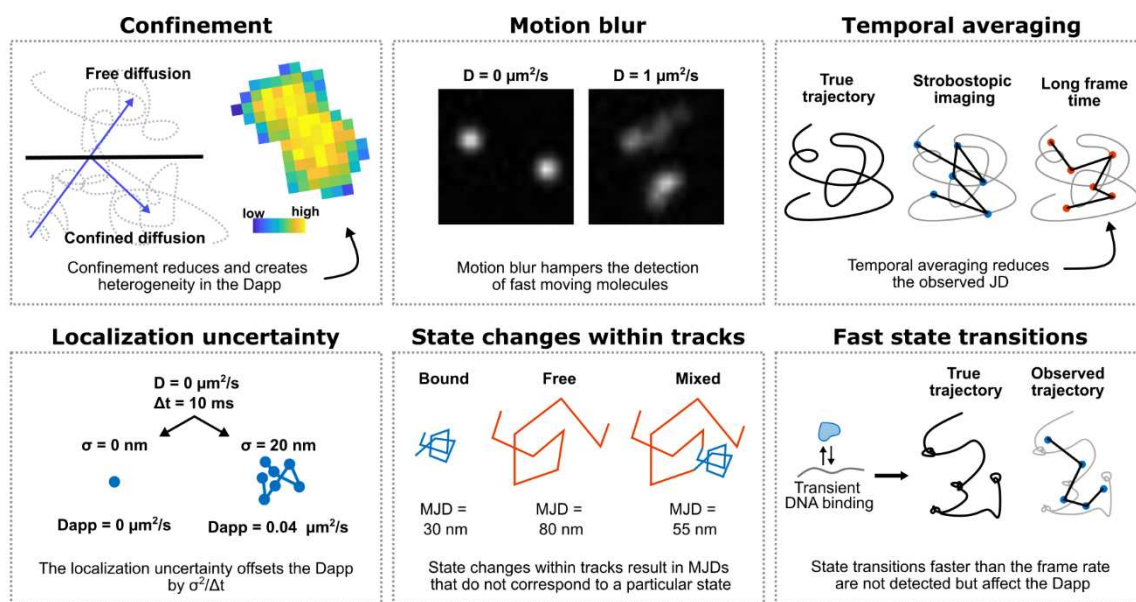 Confinement
Free diffusion
Confined diffusion
low
high
Confinement reduces and creates
heterogeneity in the Dapp
Motion blur
D = 0 µm²/s
D = 1 µm²/s
Motion blur hampers the detection
of fast moving molecules
Temporal averaging
True
trajectory
Strobostopic
imaging
Long frame
time
Temporal averaging reduces
the observed JD
Localization uncertainty
D = 0 µm²/s
Δt = 10 ms
σ = 0 nm
σ = 20 nm
Dapp = 0 µm²/s
Dapp = 0.04 µm²/s
The localization uncertainty offsets the Dapp
by σ²/Δt
State changes within tracks
Bound
Free
Mixed
MJD =
30 nm
MJD =
80 nm
MJD =
55 nm
State changes within tracks result in MJDs
that do not correspond to a particular state
Fast state transitions
True
trajectory
Observed
trajectory
Transient
DNA binding
State transitions faster than the frame rate
are not detected but affect the Dapp